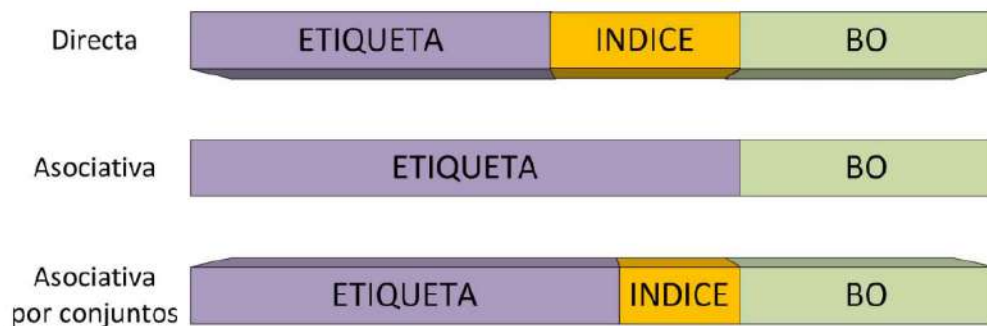 Directa ETIQUETA INDICE BO
Asociativa ETIQUETA BO
Asociativa
por conjuntos ETIQUETA INDICE BO